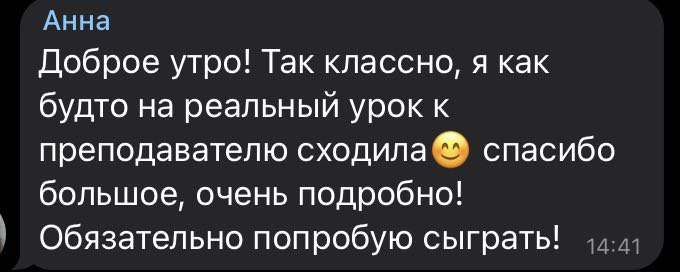 Анна
Доброе утро! Так классно, я как
будто на реальный урок к
преподавателю сходила😊 спасибо
большое, очень подробно!
Обязательно попробую сыграть! 14:41